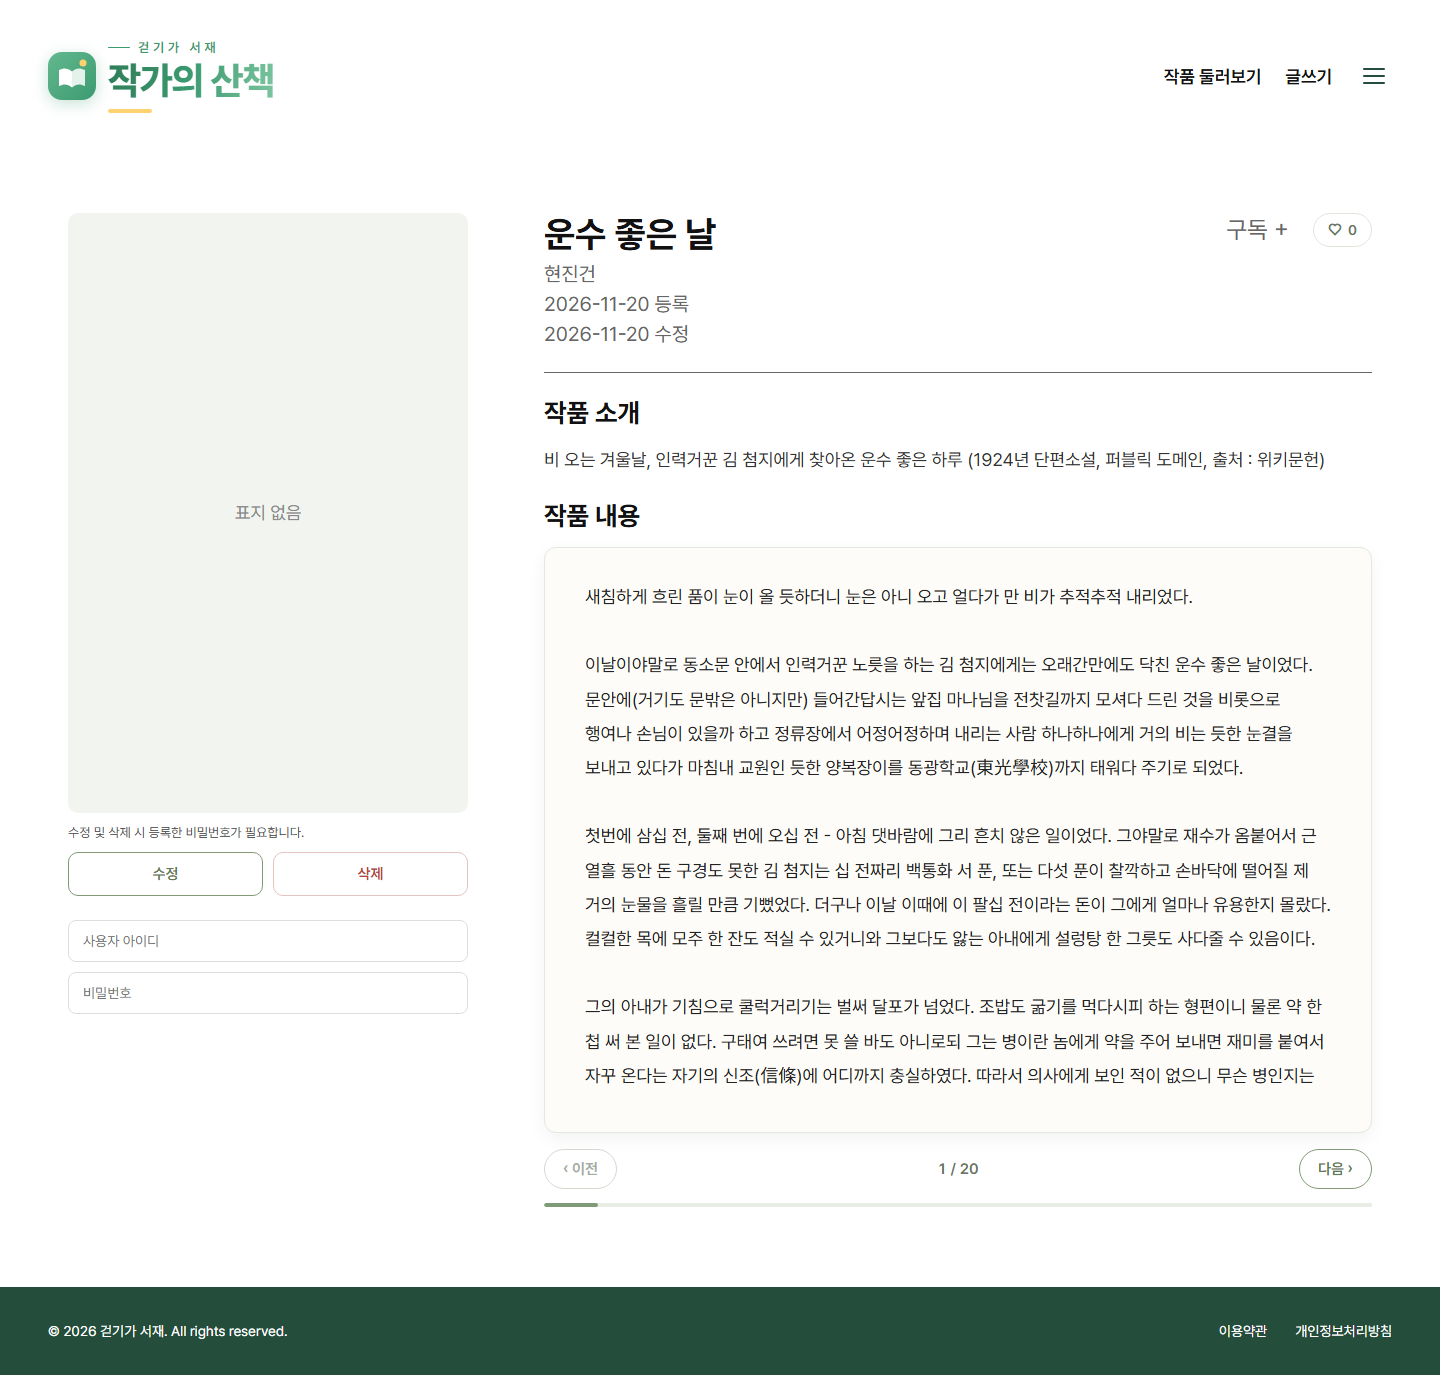 걷기가 서재
작가의 산책
작품 둘러보기
글쓰기
표지 없음
수정 및 삭제 시 등록한 비밀번호가 필요합니다.
수정
삭제
사용자 아이디
비밀번호
운수 좋은 날
구독 +
0
현진건
2026-11-20 등록
2026-11-20 수정
작품 소개
비 오는 겨울날, 인력거꾼 김 첨지에게 찾아온 운수 좋은 하루 (1924년 단편소설, 퍼블릭 도메인, 출처 : 위키문헌)
작품 내용
새침하게 흐린 품이 눈이 올 듯하더니 눈은 아니 오고 얼다가 만 비가 추적추적 내리었다.
이날이야말로 동소문 안에서 인력거꾼 노릇을 하는 김 첨지에게는 오래간만에도 닥친 운수 좋은 날이었다.
문안에(거기도 문밖은 아니지만) 들어간답시는 앞집 마나님을 전찻길까지 모셔다 드린 것을 비롯으로
행여나 손님이 있을까 하고 정류장에서 어정어정하며 내리는 사람 하나하나에게 거의 비는 듯한 눈결을
보내고 있다가 마침내 교원인 듯한 양복장이를 동광학교(東光學校)까지 태워다 주기로 되었다.
첫번에 삼십 전, 둘째 번에 오십 전 - 아침 댓바람에 그리 흔치 않은 일이었다. 그야말로 재수가 옴붙어서 근
열흘 동안 돈 구경도 못한 김 첨지는 십 전짜리 백통화 서 푼, 또는 다섯 푼이 찰깍하고 손바닥에 떨어질 제
거의 눈물을 흘릴 만큼 기뻤었다. 더구나 이날 이때에 이 팔십 전이라는 돈이 그에게 얼마나 유용한지 몰랐다.
컬컬한 목에 모주 한 잔도 적실 수 있거니와 그보다도 앓는 아내에게 설렁탕 한 그릇도 사다줄 수 있음이다.
그의 아내가 기침으로 쿨럭거리기는 벌써 달포가 넘었다. 조밥도 굶기를 먹다시피 하는 형편이니 물론 약 한
첩 써 본 일이 없다. 구태여 쓰려면 못 쓸 바도 아니로되 그는 병이란 놈에게 약을 주어 보내면 재미를 붙여서
자꾸 온다는 자기의 신조(信條)에 어디까지 충실하였다. 따라서 의사에게 보인 적이 없으니 무슨 병인지는
‹ 이전
1 / 20
다음 ›
© 2026 걷기가 서재. All rights reserved.
이용약관
개인정보처리방침